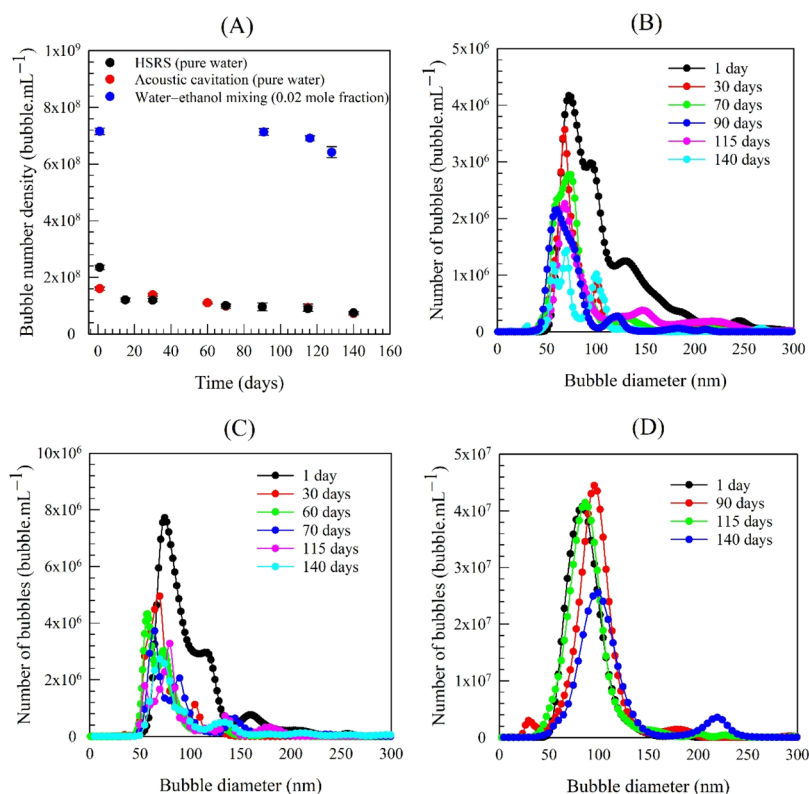 (A)
1x10⁹
8x10⁸
6x10⁸
4x10⁸
2x10⁸
0
Bubble number density (bubble.mL⁻¹)
HSRS (pure water)
Acoustic cavitation (pure water)
Water–ethanol mixing (0.02 mole fraction)
0 20 40 60 80 100 120 140 160
Time (days)
(B)
5x10⁶
4x10⁶
3x10⁶
2x10⁶
1x10⁶
0
Number of bubbles (bubble.mL⁻¹)
1 day
30 days
70 days
90 days
115 days
140 days
0 50 100 150 200 250 300
Bubble diameter (nm)
(C)
10x10⁶
8x10⁶
6x10⁶
4x10⁶
2x10⁶
0
Number of bubbles (bubble.mL⁻¹)
1 day
30 days
60 days
70 days
115 days
140 days
0 50 100 150 200 250 300
Bubble diameter (nm)
(D)
5x10⁷
4x10⁷
3x10⁷
2x10⁷
1x10⁷
0
Number of bubbles (bubbles.mL⁻¹)
1 day
90 days
115 days
140 days
0 50 100 150 200 250 300
Bubble diameter (nm)